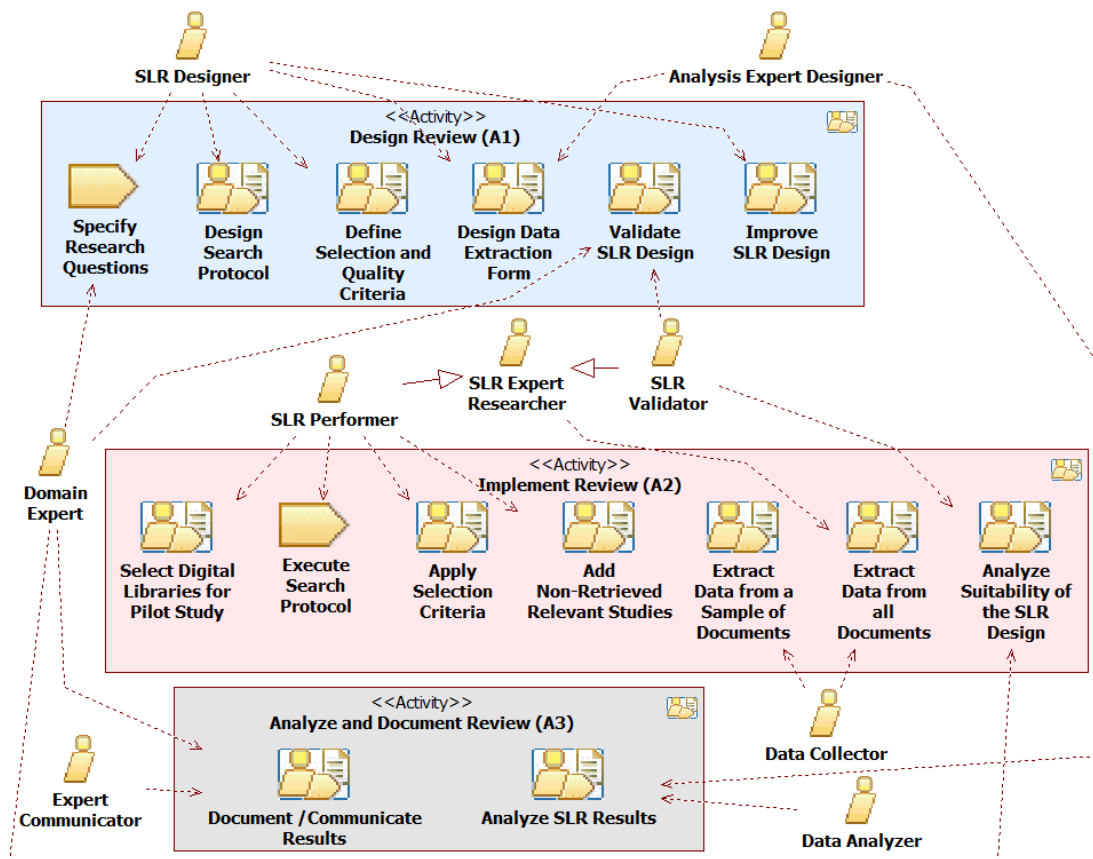 SLR Designer
Analysis Expert Designer
<<Activity>>
Design Review (A1)
Specify
Research
Questions
Design
Search
Protocol
Define
Selection and
Quality
Criteria
Design Data
Extraction
Form
Validate
SLR Design
Improve
SLR Design
SLR Performer
SLR Expert
Researcher
SLR
Validator
Domain
Expert
<<Activity>>
Implement Review (A2)
Select Digital
Libraries for
Pilot Study
Execute
Search
Protocol
Apply
Selection
Criteria
Add
Non-Retrieved
Relevant Studies
Extract
Data from a
Sample of
Documents
Extract
Data from
all
Documents
Analyze
Suitability of
the SLR
Design
<<Activity>>
Analyze and Document Review (A3)
Document /Communicate
Results
Analyze SLR Results
Expert
Communicator
Data Collector
Data Analyzer